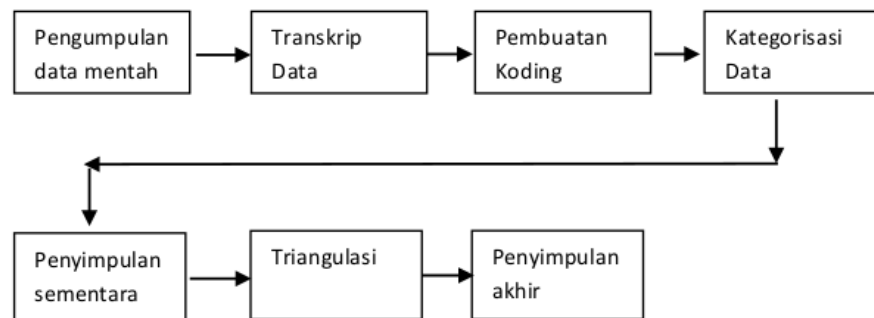 Pengumpulan
data mentah
Transkrip
Data
Pembuatan
Koding
Kategorisasi
Data
Penyimpulan
sementara
Triangulasi
Penyimpulan
akhir